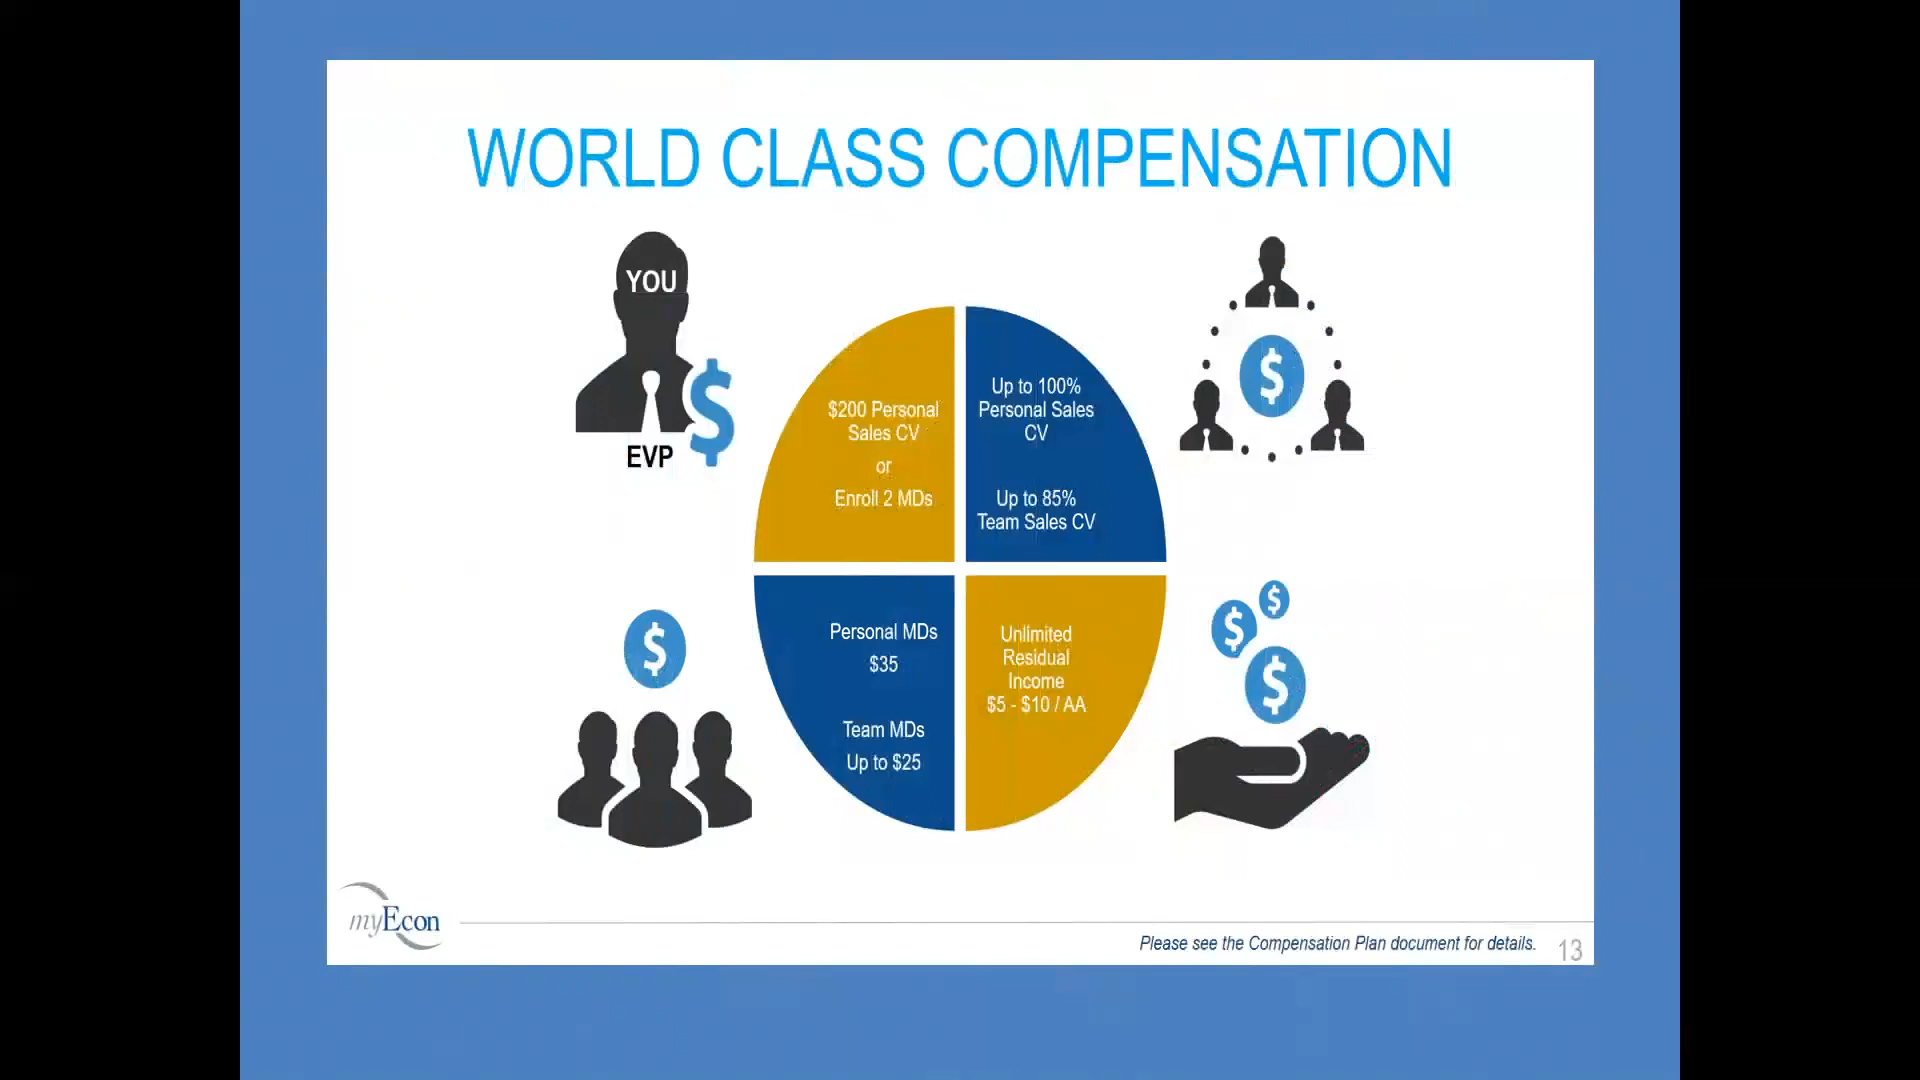 WORLD CLASS COMPENSATION
YOU
EVP
$200 Personal
Sales CV
or
Enroll 2 MDs
Up to 100%
Personal Sales
CV
Up to 85%
Team Sales CV
Personal MDs
$35
Team MDs
Up to $25
Unlimited
Residual
Income
$5 - $10 / AA
myEcon
Please see the Compensation Plan document for details.
13